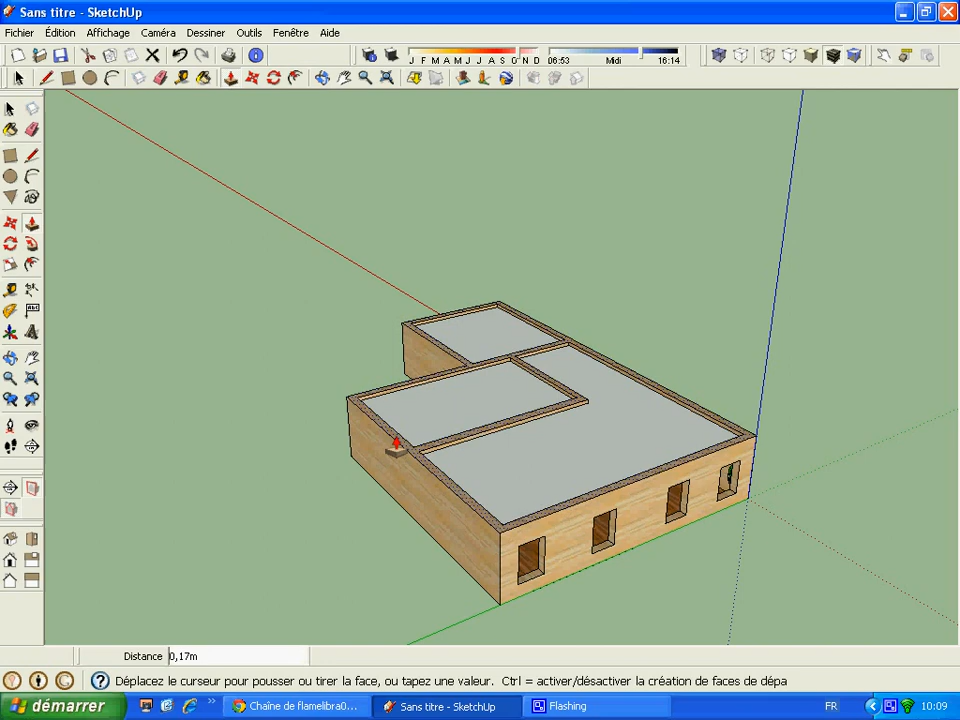 Sans titre - SketchUp
Fichier Édition Affichage Caméra Dessiner Outils Fenêtre Aide
J F M A M J J A S O N D 06:53 Midi 16:14
Distance 0,17m
Déplacez le curseur pour pousser ou tirer la face, ou tapez une valeur. Ctrl = activer/désactiver la création de faces de dépa
démarrer Chaîne de flamelibra0... Sans titre - SketchUp Flashing FR 10:09